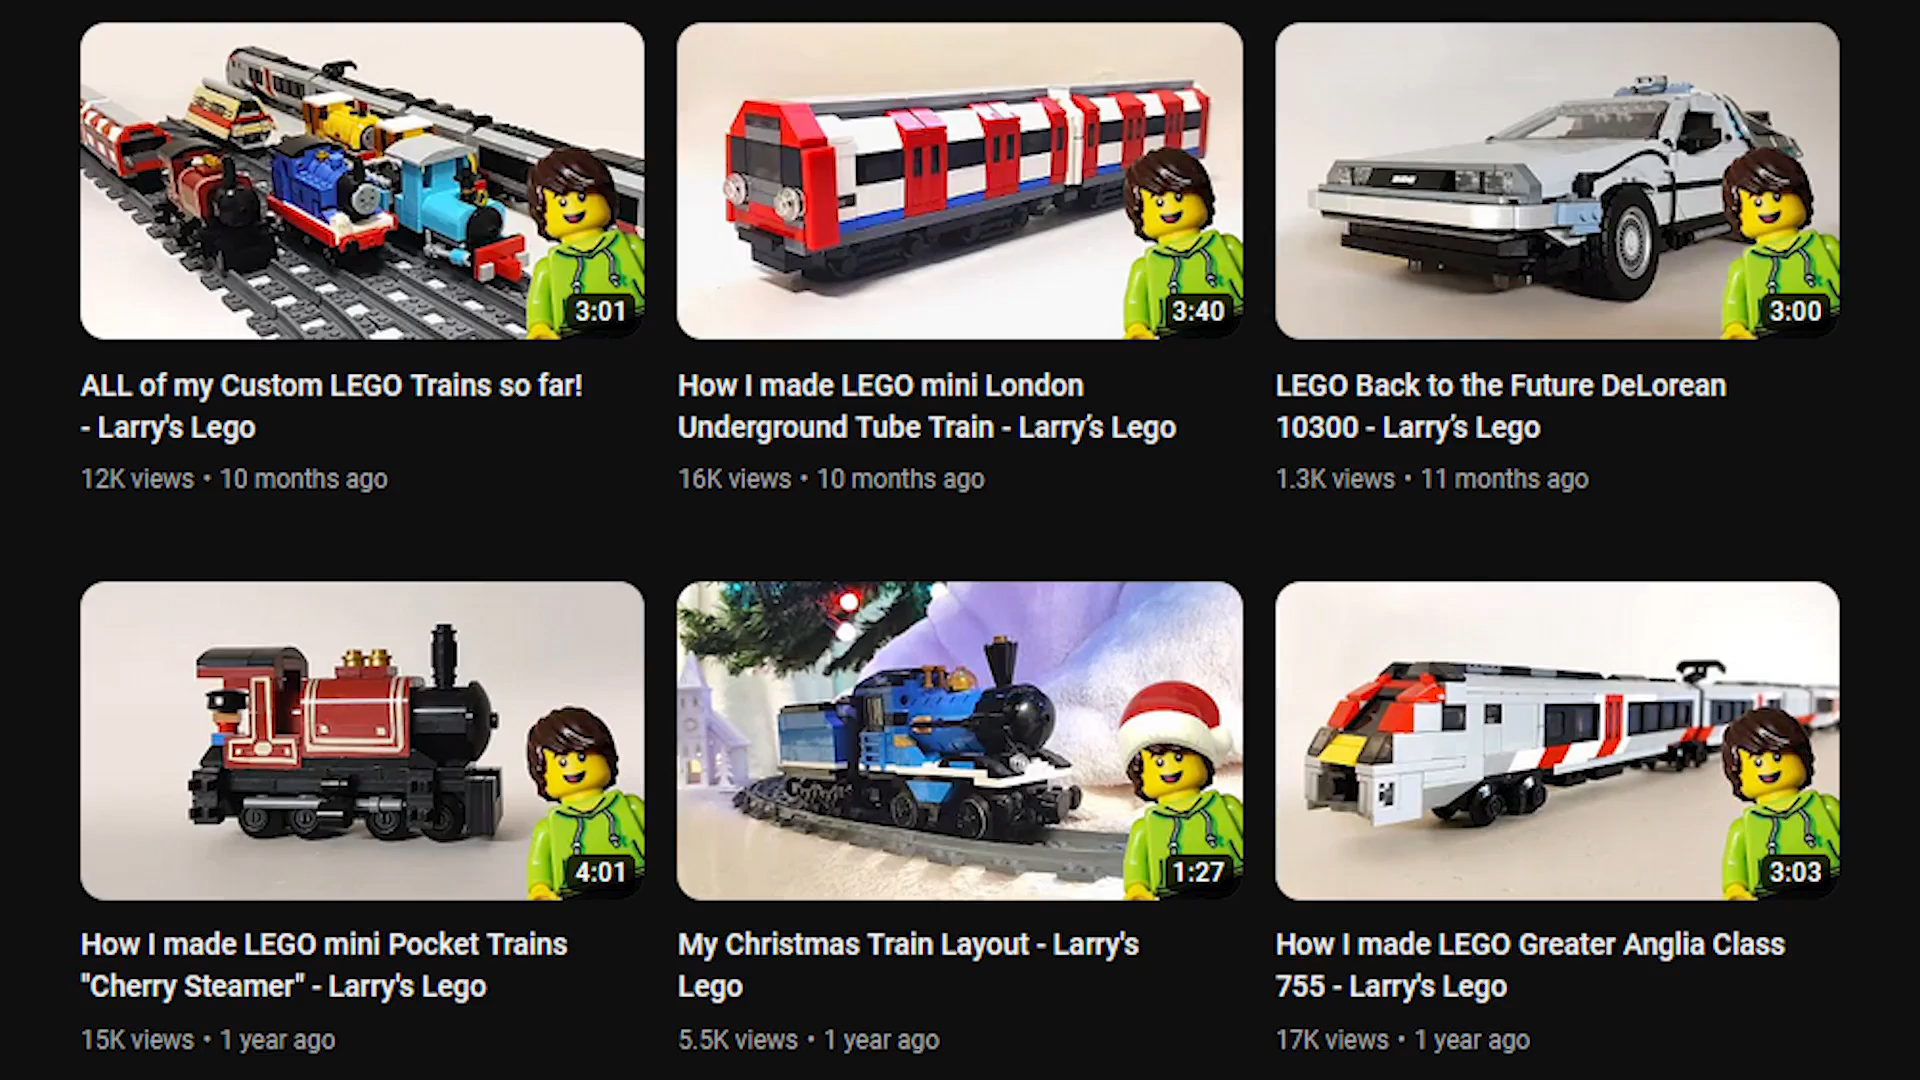 3:01
3:40
3:00
ALL of my Custom LEGO Trains so far!
- Larry's Lego
12K views • 10 months ago
How I made LEGO mini London
Underground Tube Train - Larry’s Lego
16K views • 10 months ago
LEGO Back to the Future DeLorean
10300 - Larry’s Lego
1.3K views • 11 months ago
4:01
1:27
3:03
How I made LEGO mini Pocket Trains
"Cherry Steamer" - Larry's Lego
15K views • 1 year ago
My Christmas Train Layout - Larry's
Lego
5.5K views • 1 year ago
How I made LEGO Greater Anglia Class
755 - Larry's Lego
17K views • 1 year ago